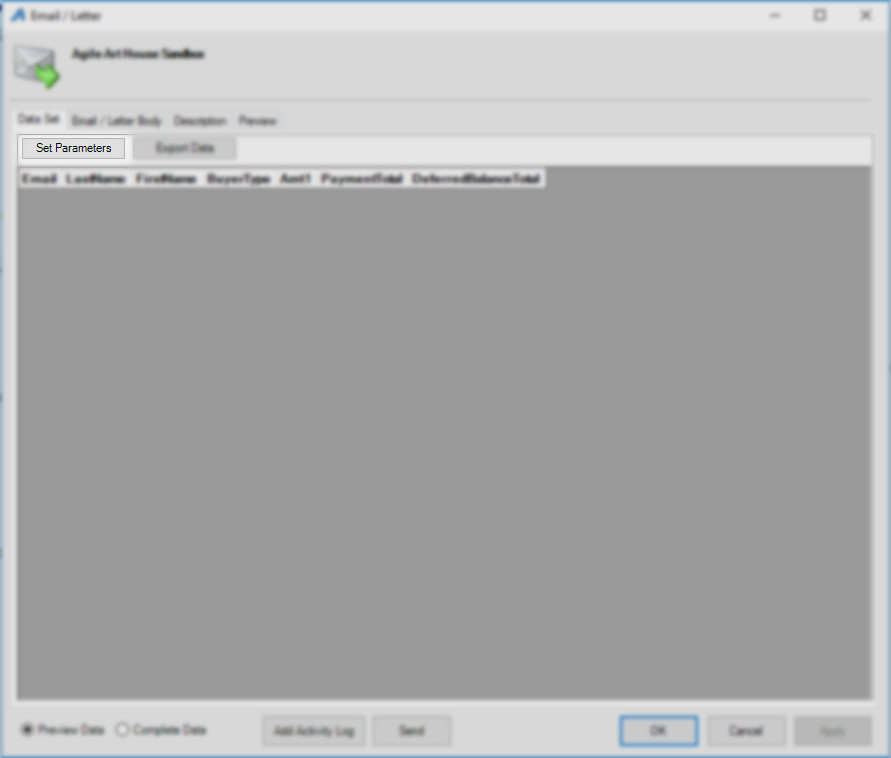 Email / Letter
Agile Art House Sandbox
Data Set Email / Letter Body Description Preview
Set Parameters Export Data
Email LastName FirstName BuyerType Amt1 PaymentTotal DeferredBalanceTotal
Preview Data Complete Data Add Activity Log Send OK Cancel Apply